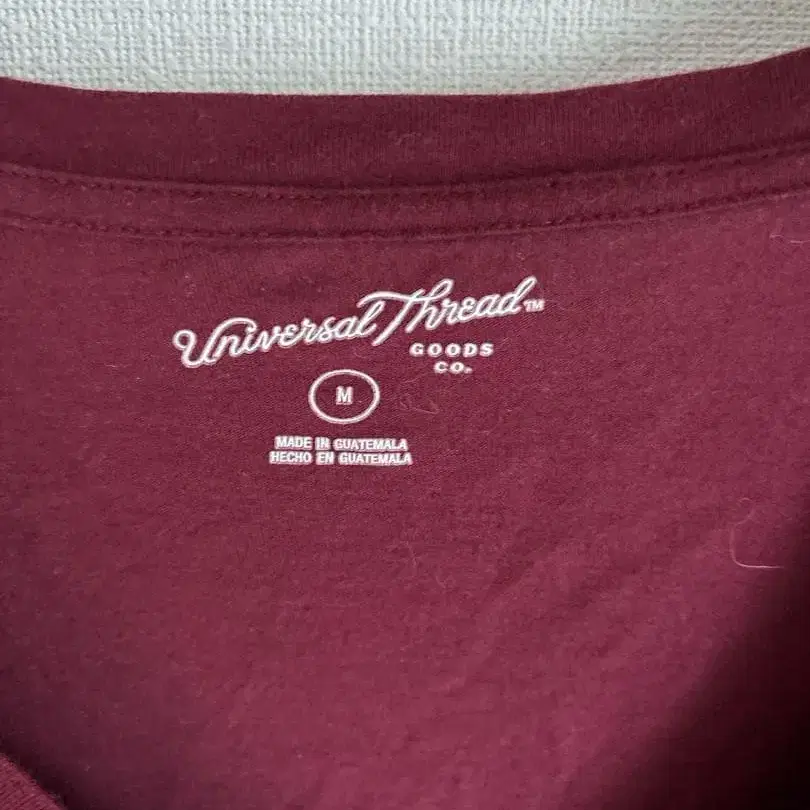 Universal Thread™
GOODS
CO.
M
MADE IN GUATEMALA
HECHO EN GUATEMALA